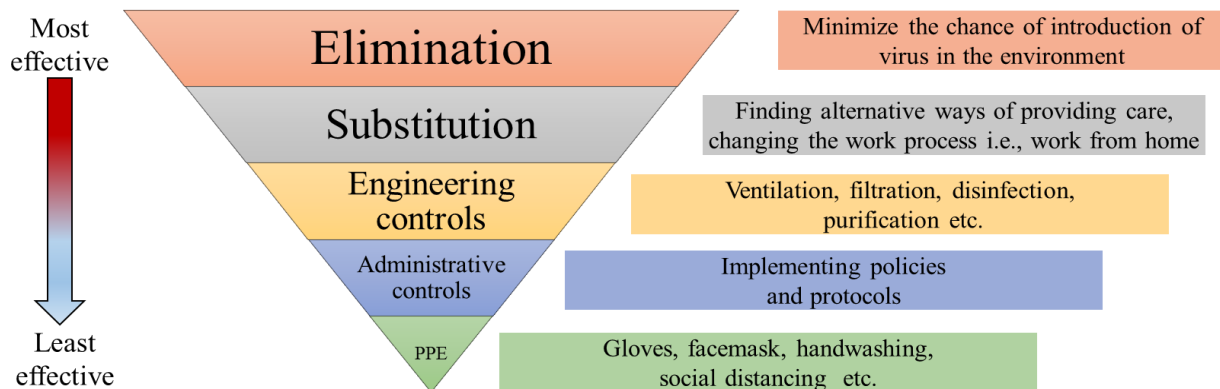 Most
effective
Elimination
Minimize the chance of introduction of
virus in the environment
Substitution
Finding alternative ways of providing care,
changing the work process i.e., work from home
Engineering
controls
Ventilation, filtration, disinfection,
purification etc.
Administrative
controls
Implementing policies
and protocols
Least
effective
PPE
Gloves, facemask, handwashing,
social distancing etc.